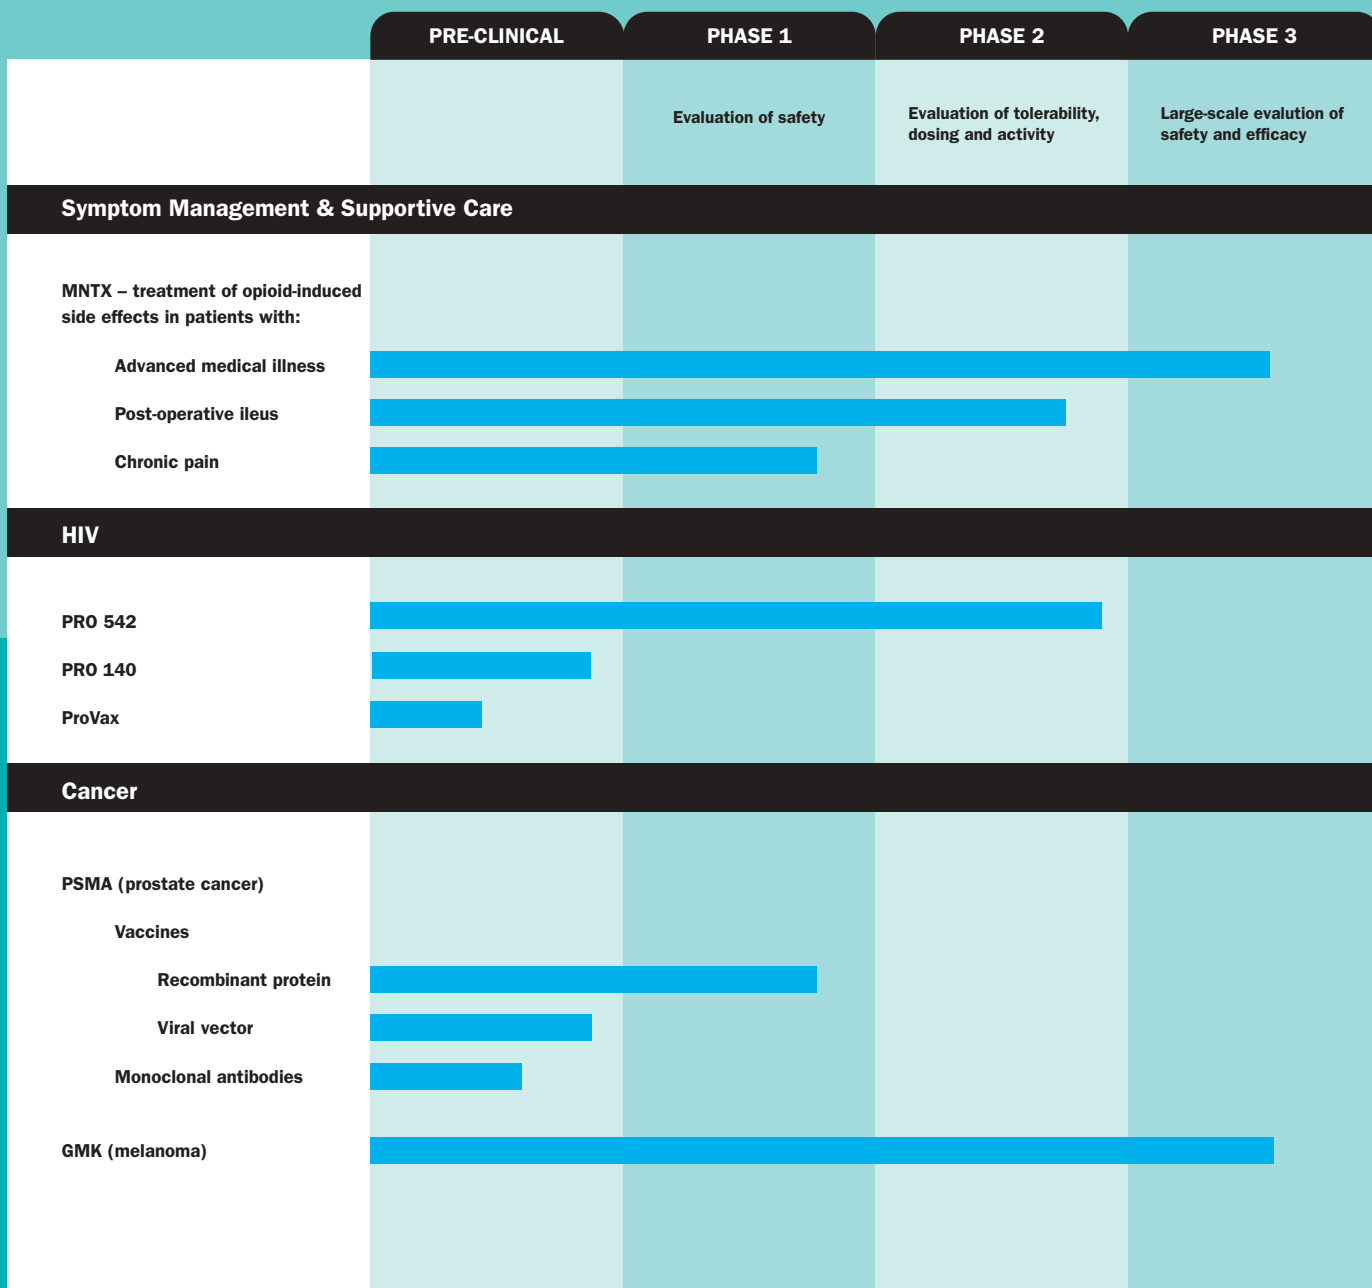 PRE-CLINICAL PHASE 1 PHASE 2 PHASE 3
Evaluation of safety
Evaluation of tolerability,
dosing and activity
Large-scale evalution of
safety and efficacy
Symptom Management & Supportive Care
MNTX – treatment of opioid-induced
side effects in patients with:
Advanced medical illness
Post-operative ileus
Chronic pain
HIV
PRO 542
PRO 140
ProVax
Cancer
PSMA (prostate cancer)
Vaccines
Recombinant protein
Viral vector
Monoclonal antibodies
GMK (melanoma)